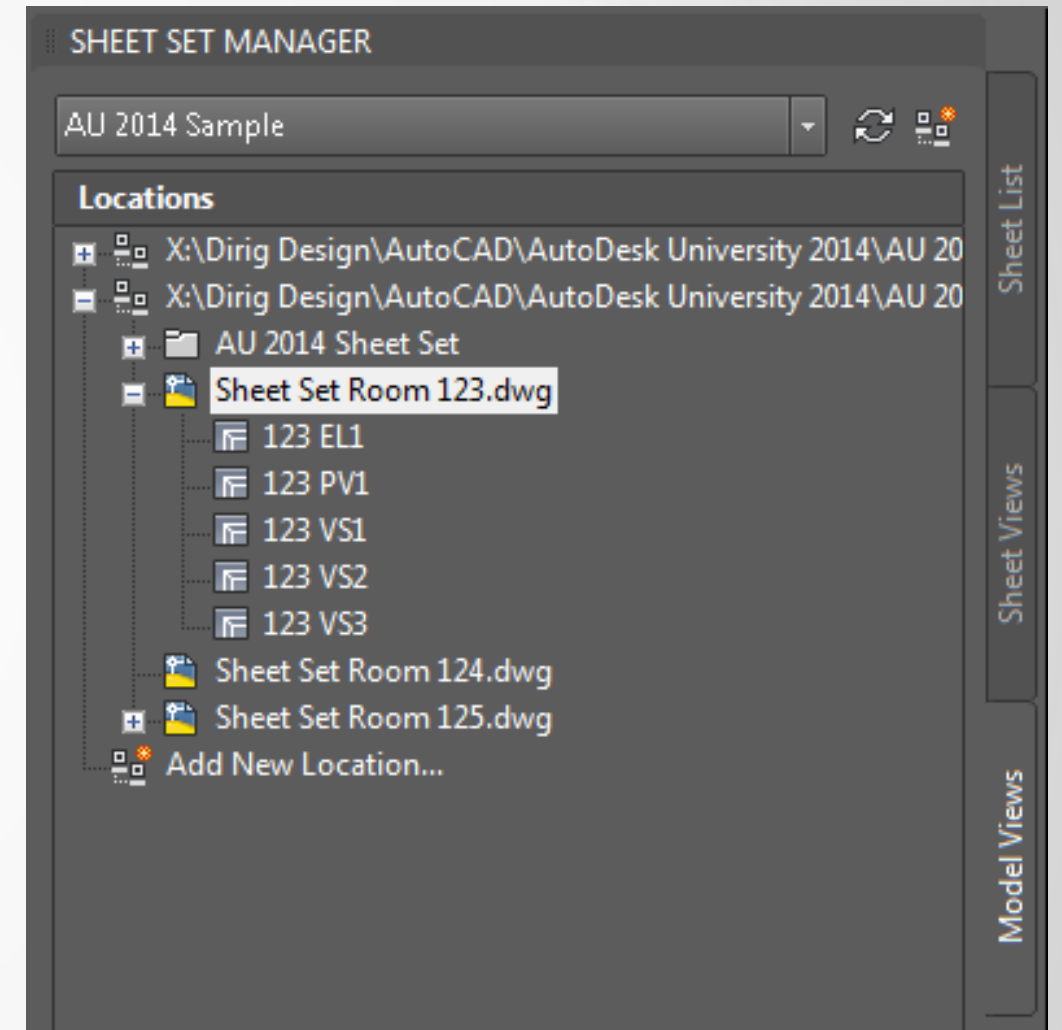 SHEET SET MANAGER
AU 2014 Sample
Locations
X:\Dirig Design\AutoCAD\AutoDesk University 2014\AU 20
X:\Dirig Design\AutoCAD\AutoDesk University 2014\AU 20
AU 2014 Sheet Set
Sheet Set Room 123.dwg
123 EL1
123 PV1
123 VS1
123 VS2
123 VS3
Sheet Set Room 124.dwg
Sheet Set Room 125.dwg
Add New Location...
Sheet List
Sheet Views
Model Views